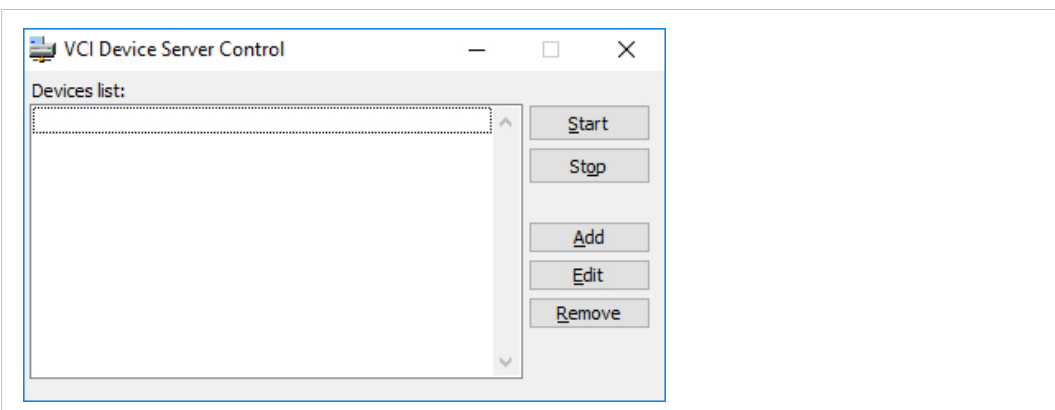 VCI Device Server Control
Devices list:
Start
Stop
Add
Edit
Remove